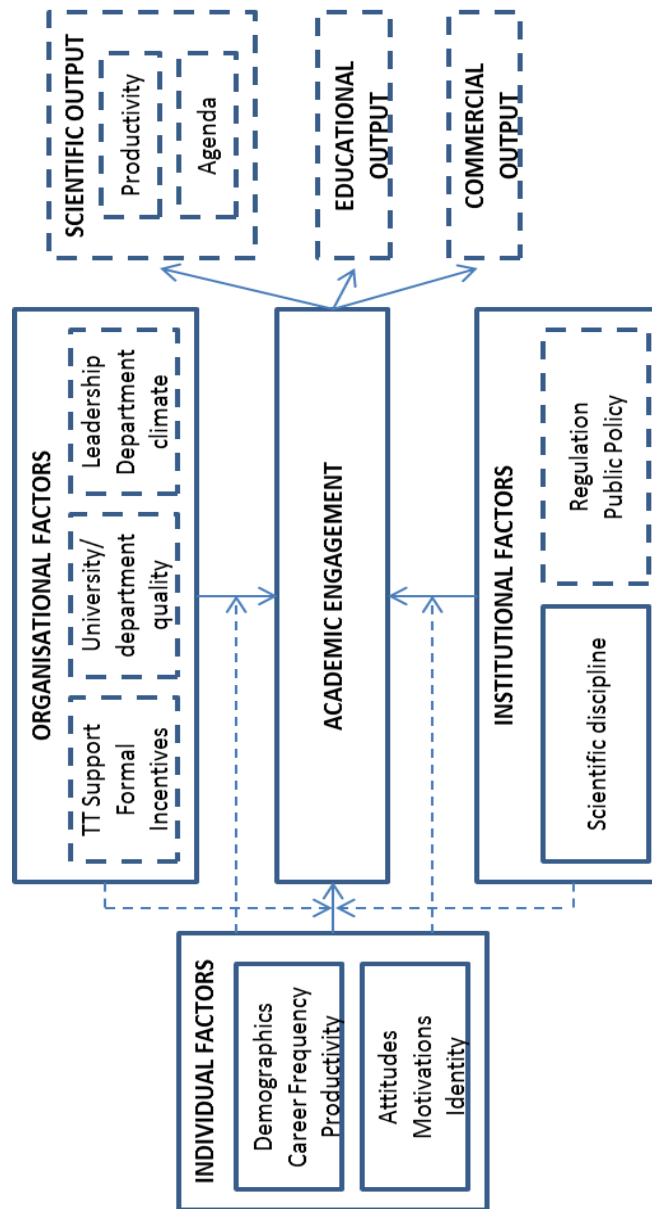 INDIVIDUAL FACTORS
Demographics
Career Frequency
Productivity
Attitudes
Motivations
Identity
ORGANISATIONAL FACTORS
TT Support
Formal
Incentives
University/
department
quality
Leadership
Department
climate
ACADEMIC ENGAGEMENT
INSTITUTIONAL FACTORS
Scientific discipline
Regulation
Public Policy
SCIENTIFIC OUTPUT
Productivity
Agenda
EDUCATIONAL
OUTPUT
COMMERCIAL
OUTPUT